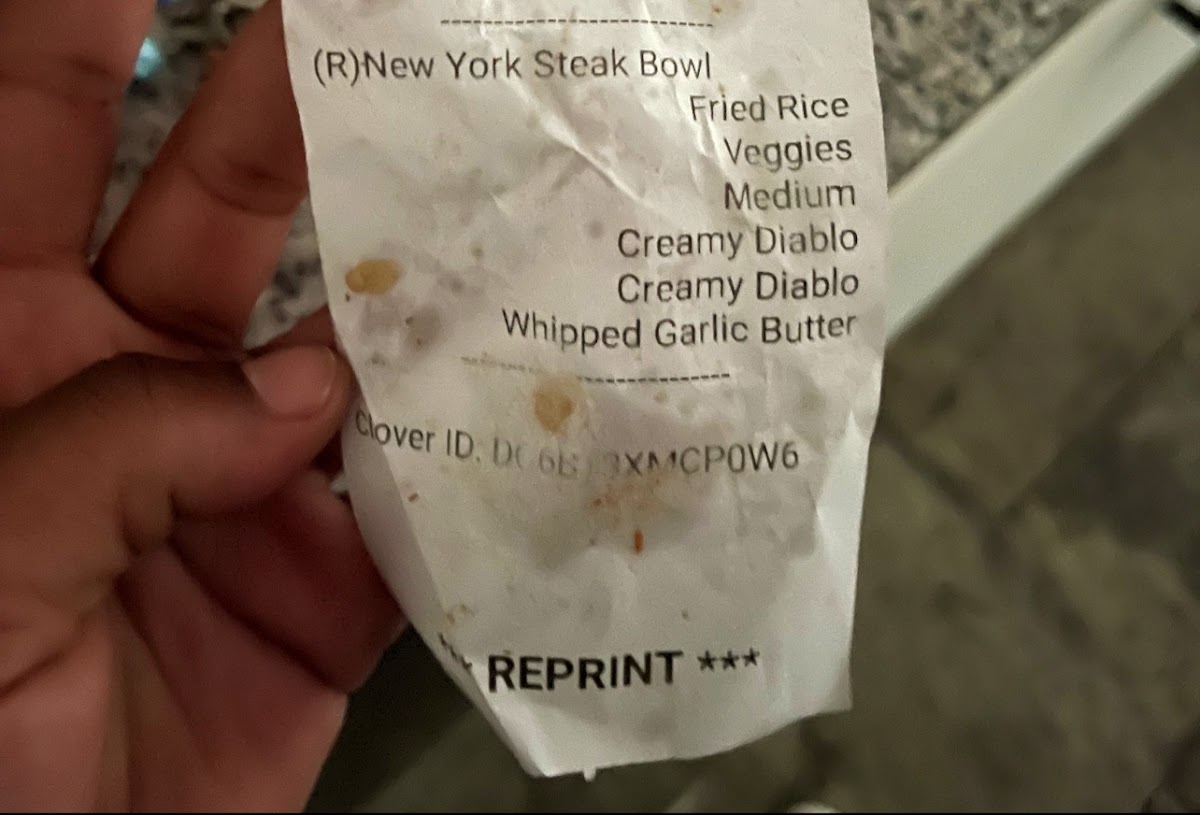 (R)New York Steak Bowl
Fried Rice
Veggies
Medium
Creamy Diablo
Creamy Diablo
Whipped Garlic Butter
Clover ID:
REPRINT ***